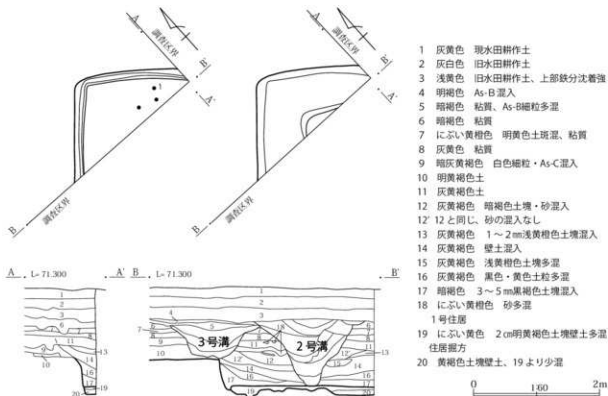 A
調査区界
B'
A'
1
B
調査区界
A
調査区界
B'
A'
B
調査区界
A L=71.300 A'
B L=71.300 B'
3号溝
2号溝
1 灰黄色 現水田耕作土
2 灰白色 旧水田耕作土
3 浅黄色 旧水田耕作土、上部鉄分沈着強
4 明褐色 As-B混入
5 暗褐色 粘質、As-B細粒多混
6 暗褐色 粘質
7 にぶい黄橙色 明黄色土斑混、粘質
8 灰黄色 粘質
9 暗灰黄褐色 白色細粒・As-C混入
10 明黄褐色土
11 灰黄褐色土
12 灰黄褐色 暗褐色土塊・砂混入
12' 12と同じ、砂の混入なし
13 灰黄褐色 1～2㎜浅黄橙色土塊混入
14 灰黄褐色 壁土混入
15 灰黄褐色 浅黄橙色土塊多混
16 灰黄褐色 黒色・黄色土粒多混
17 暗褐色 3～5㎜黒褐色土塊混入
18 にぶい黄橙色 砂多混
1号住居
19 にぶい黄色 2㎝明黄褐色土塊壁土多混
住居掘方
20 黄褐色土塊壁土、19より少混
0 1:60 2m